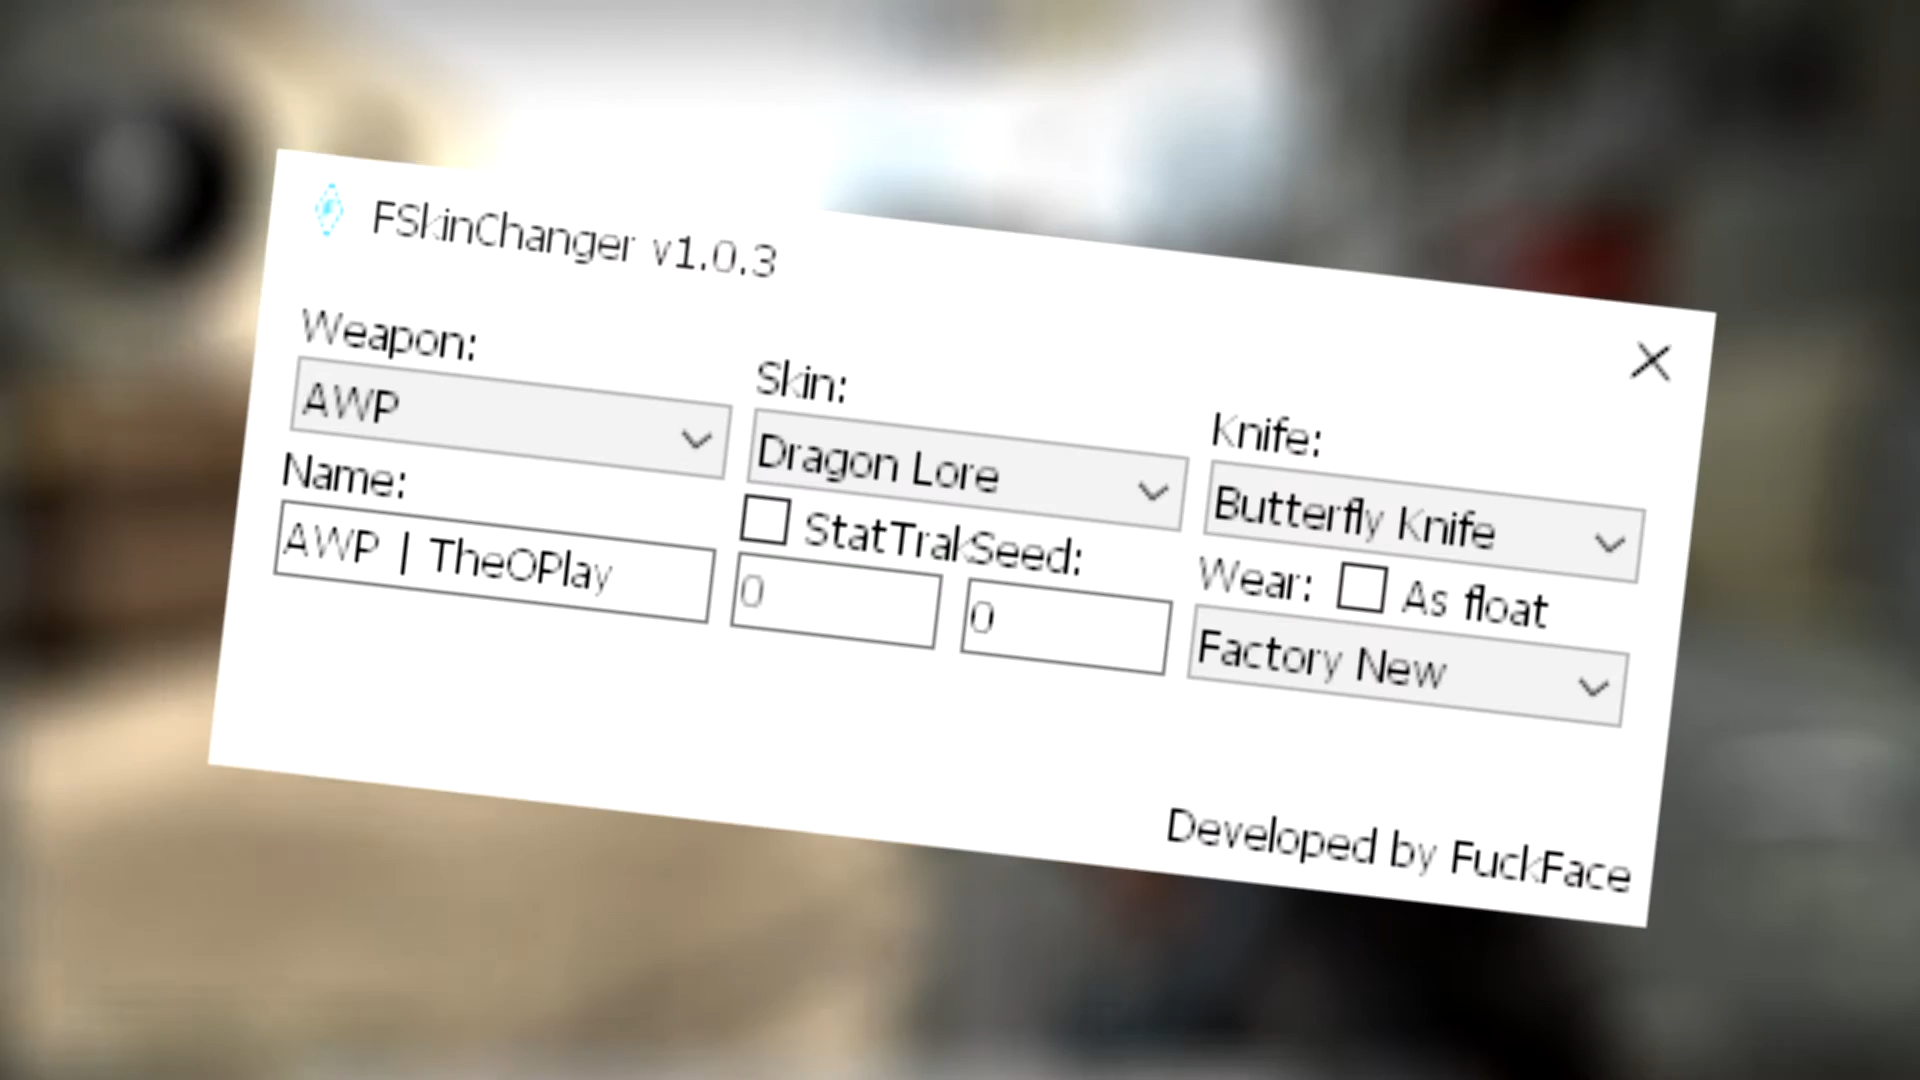 FSkinChanger v1.0.3
Weapon:
AWP
Skin:
Dragon Lore
Knife:
Butterfly Knife
Name:
AWP | TheOPlay
StatTrak
0
Seed:
0
Wear:
As float
Factory New
Developed by FuckFace